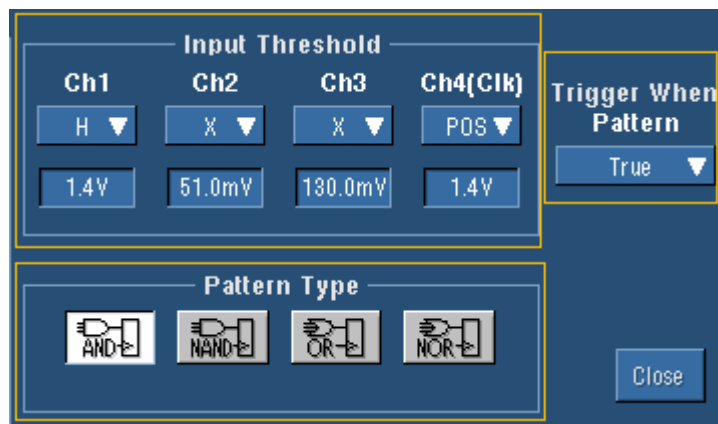 Input Threshold
Ch1 Ch2 Ch3 Ch4(Clk)
H X X POS
1.4V 51.0mV 130.0mV 1.4V
Trigger When
Pattern
True
Pattern Type
AND NAND OR NOR
Close